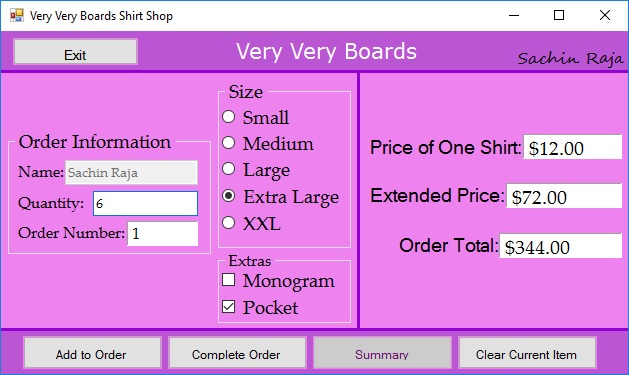 Very Very Boards Shirt Shop
Exit
Very Very Boards
Sachin Raja
Order Information
Name: Sachin Raja
Quantity: 6
Order Number: 1
Size
Small
Medium
Large
Extra Large
XXL
Extras
Monogram
Pocket
Price of One Shirt: $12.00
Extended Price: $72.00
Order Total: $344.00
Add to Order
Complete Order
Summary
Clear Current Item